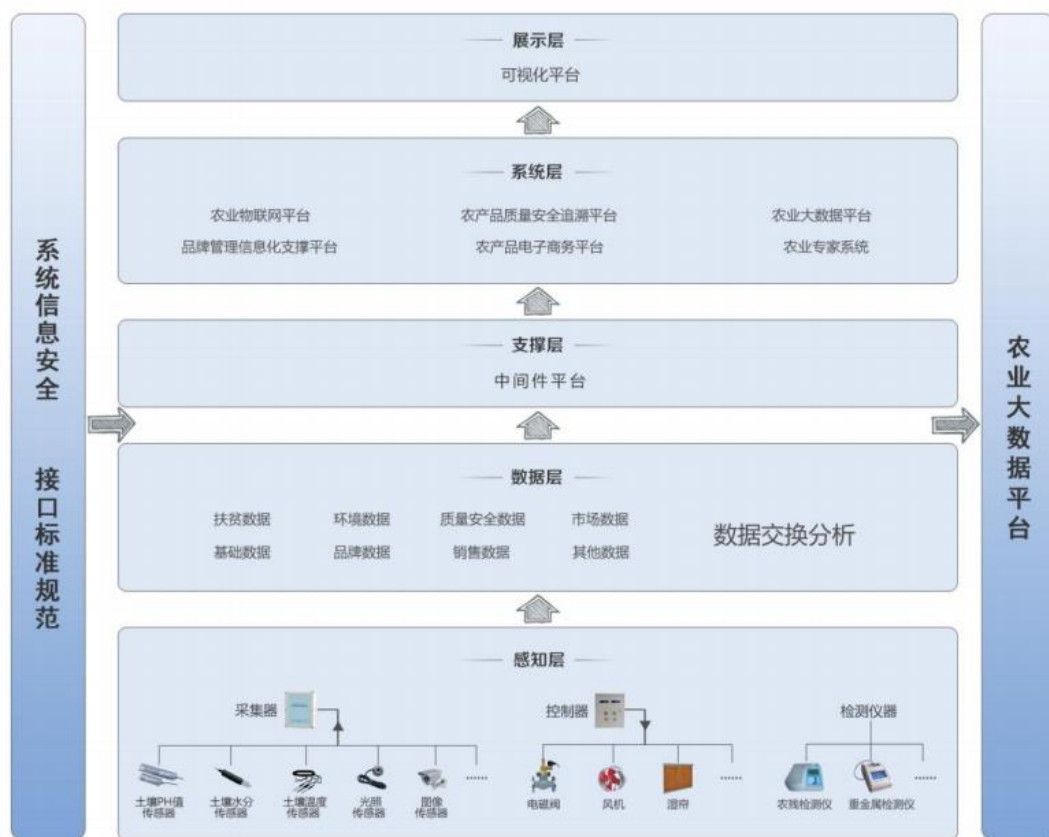 展示层
可视化平台
系统层
农业物联网平台 农产品质量安全追溯平台 农业大数据平台
品牌管理信息化支撑平台 农产品电子商务平台 农业专家系统
支撑层
中间件平台
数据层
扶贫数据 环境数据 质量安全数据 市场数据
基础数据 品牌数据 销售数据 其他数据
数据交换分析
感知层
采集器 控制器 检测仪器
土壤PH值传感器
土壤水分传感器
土壤温度传感器
光照传感器
图像传感器
……
电磁阀
风机
湿帘
……
农残检测仪
重金属检测仪
……
系统信息安全
接口标准规范
农业大数据平台